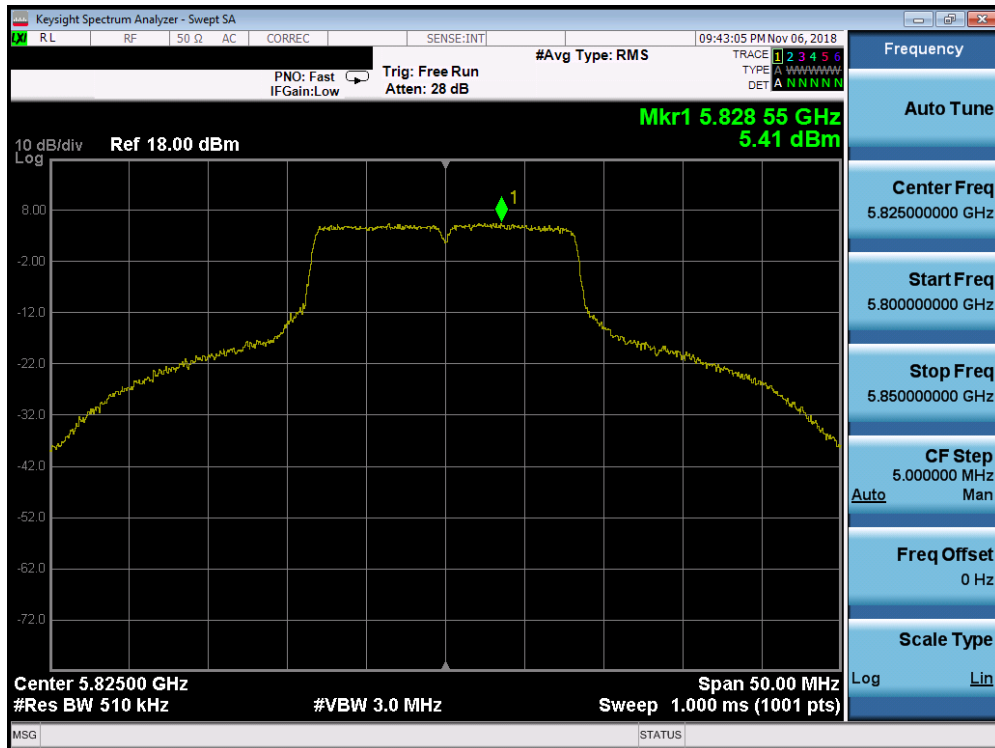 Keysight Spectrum Analyzer - Swept SA
LXI RL RF 50 Ω AC CORREC SENSE:INT 09:43:05 PM Nov 06, 2018
#Avg Type: RMS
TRACE 1 2 3 4 5 6
TYPE A WWWWW
DET A N N N N N
PNO: Fast
IFGain:Low
Trig: Free Run
Atten: 28 dB
Mkr1 5.828 55 GHz
5.41 dBm
10 dB/div Ref 18.00 dBm
Log
1
8.00
-2.00
-12.0
-22.0
-32.0
-42.0
-52.0
-62.0
-72.0
Center 5.82500 GHz Span 50.00 MHz
#Res BW 510 kHz #VBW 3.0 MHz Sweep 1.000 ms (1001 pts)
MSG STATUS
Frequency
Auto Tune
Center Freq
5.825000000 GHz
Start Freq
5.800000000 GHz
Stop Freq
5.850000000 GHz
CF Step
5.000000 MHz
Auto Man
Freq Offset
0 Hz
Scale Type
Log Lin